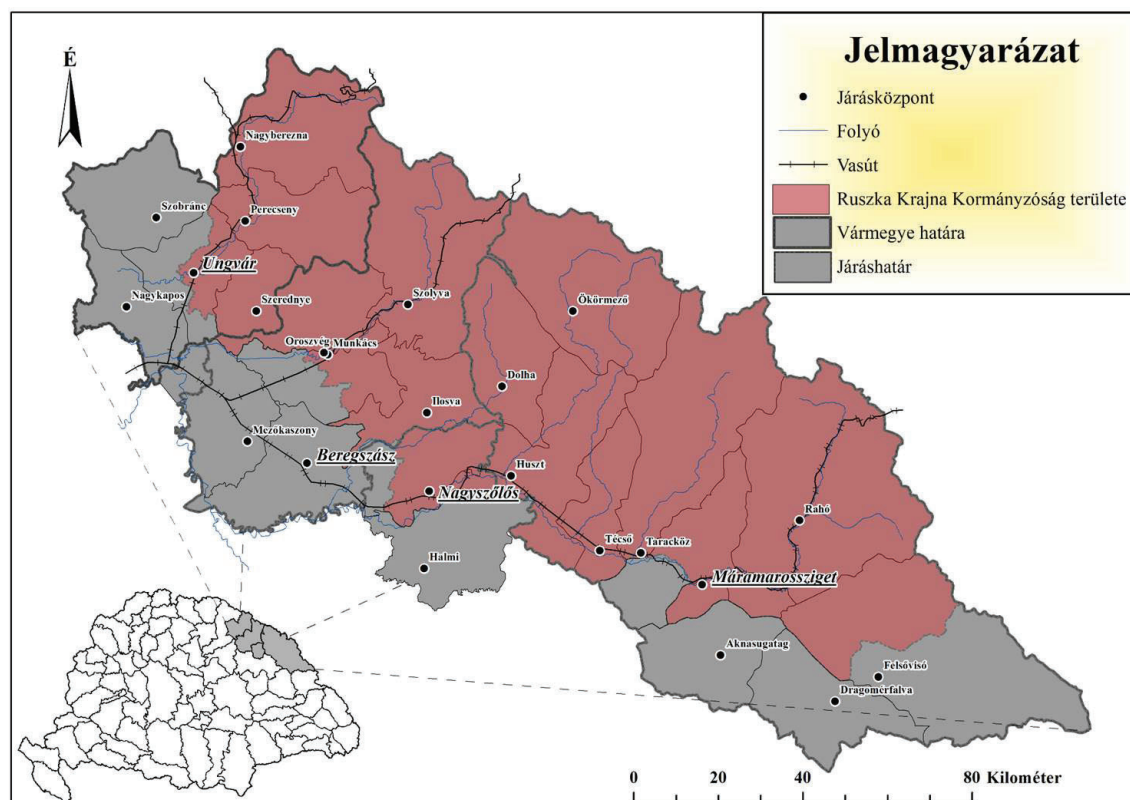 É
Jelmagyarázat
Járásközpont
Folyó
Vasút
Ruszka Krajna Kormányzóság területe
Vármegye határa
Járáshatár
Nagyberezna
Szobránc
Perecseny
Ungvár
Nagykapos
Szerednye
Szolyva
Ökörmező
Oroszvég
Munkács
Dolha
Ilosva
Mezőkaszony
Beregszász
Nagyszőlős
Huszt
Rahó
Técső
Taracköz
Halmi
Máramarossziget
Aknasugatag
Felsővisó
Dragomérfalva
0 20 40 80 Kilométer